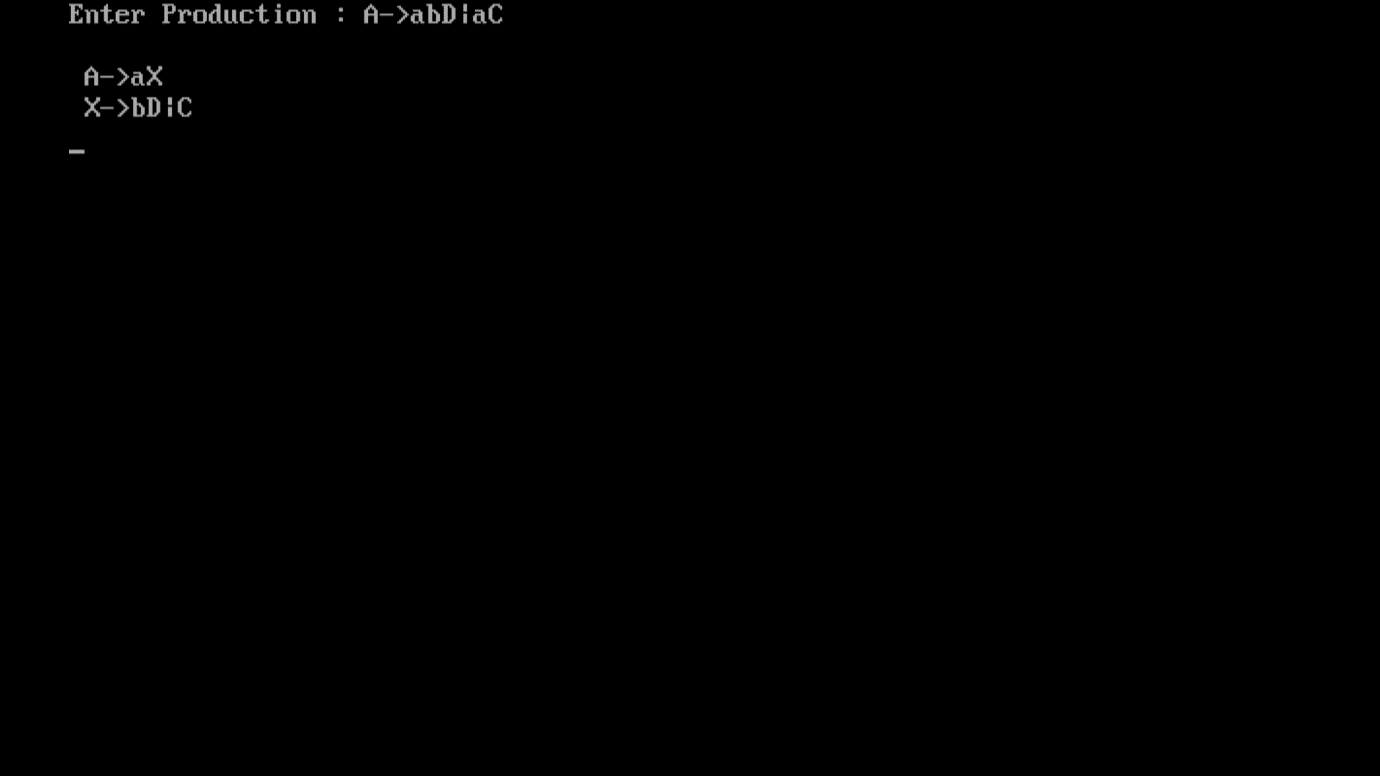 Enter Production : A->abD|aC
A->aX
X->bD|C
_